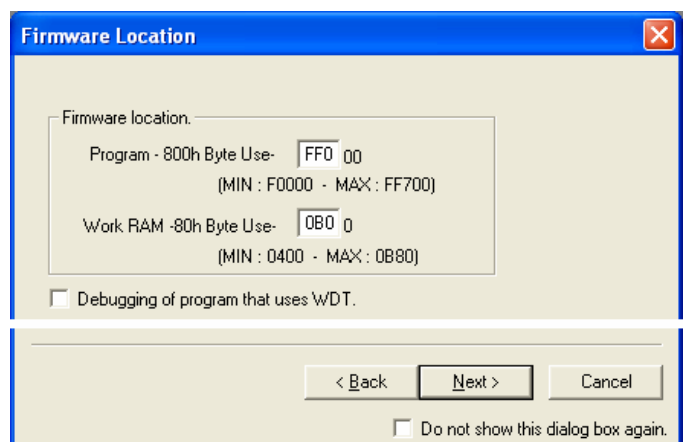 Firmware Location
Firmware location.
Program - 800h Byte Use- FF0 00
(MIN : F0000 - MAX : FF700)
Work RAM -80h Byte Use- 0B0 0
(MIN : 0400 - MAX : 0B80)
Debugging of program that uses WDT.
< Back Next > Cancel
Do not show this dialog box again.